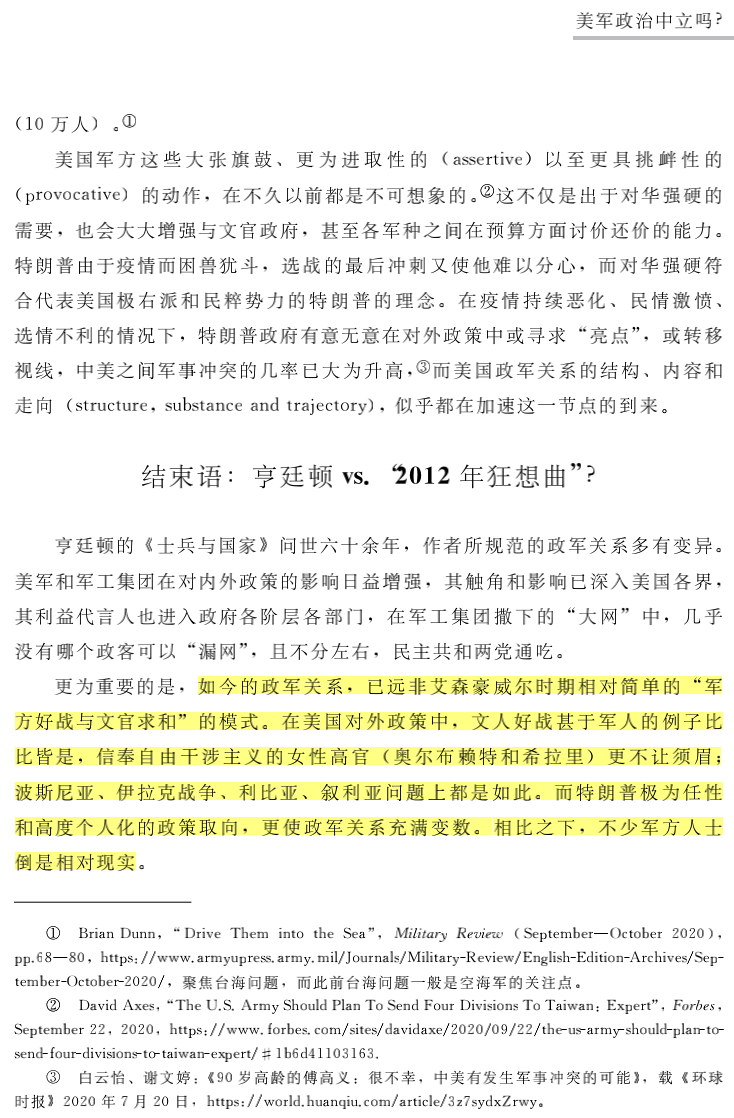 美军政治中立吗?
(10 万人) 。①
美国军方这些大张旗鼓、更为进取性的 (assertive) 以至更具挑衅性的
(provocative) 的动作，在不久以前都是不可想象的。②这不仅是出于对华强硬的
需要，也会大大增强与文官政府，甚至各军种之间在预算方面讨价还价的能力。
特朗普由于疫情而困兽犹斗，选战的最后冲刺又使他难以分心，而对华强硬符
合代表美国极右派和民粹势力的特朗普的理念。在疫情持续恶化、民情激愤、
选情不利的情况下，特朗普政府有意无意在对外政策中或寻求“亮点”，或转移
视线，中美之间军事冲突的几率已大为升高，③而美国政军关系的结构、内容和
走向 (structure, substance and trajectory)，似乎都在加速这一节点的到来。
结束语：亨廷顿 vs. “2012 年狂想曲”?
亨廷顿的《士兵与国家》问世六十余年，作者所规范的政军关系多有变异。
美军和军工集团在对内外政策的影响日益增强，其触角和影响已深入美国各界，
其利益代言人也进入政府各阶层各部门，在军工集团撒下的“大网”中，几乎
没有哪个政客可以“漏网”，且不分左右，民主共和两党通吃。
更为重要的是，如今的政军关系，已远非艾森豪威尔时期相对简单的“军
方好战与文官求和”的模式。在美国对外政策中，文人好战甚于军人的例子比
比皆是，信奉自由干涉主义的女性高官（奥尔布赖特和希拉里）更不让须眉；
波斯尼亚、伊拉克战争、利比亚、叙利亚问题上都是如此。而特朗普极为任性
和高度个人化的政策取向，更使政军关系充满变数。相比之下，不少军方人士
倒是相对现实。
① Brian Dunn, “Drive Them into the Sea”, Military Review (September—October 2020),
pp.68—80, https://www.armyupress.army.mil/Journals/Military-Review/English-Edition-Archives/Sep-
tember-October-2020/，聚焦台海问题，而此前台海问题一般是空海军的关注点。
② David Axes, “The U.S. Army Should Plan To Send Four Divisions To Taiwan: Expert”, Forbes,
September 22, 2020, https://www.forbes.com/sites/davidaxe/2020/09/22/the-us-army-should-plan-to-
send-four-divisions-to-taiwan-expert/#1b6d41103163.
③ 白云怡、谢文婷：《90 岁高龄的傅高义：很不幸，中美有发生军事冲突的可能》，载《环球
时报》2020 年 7 月 20 日，https://world.huanqiu.com/article/3z7sydxZrwy。